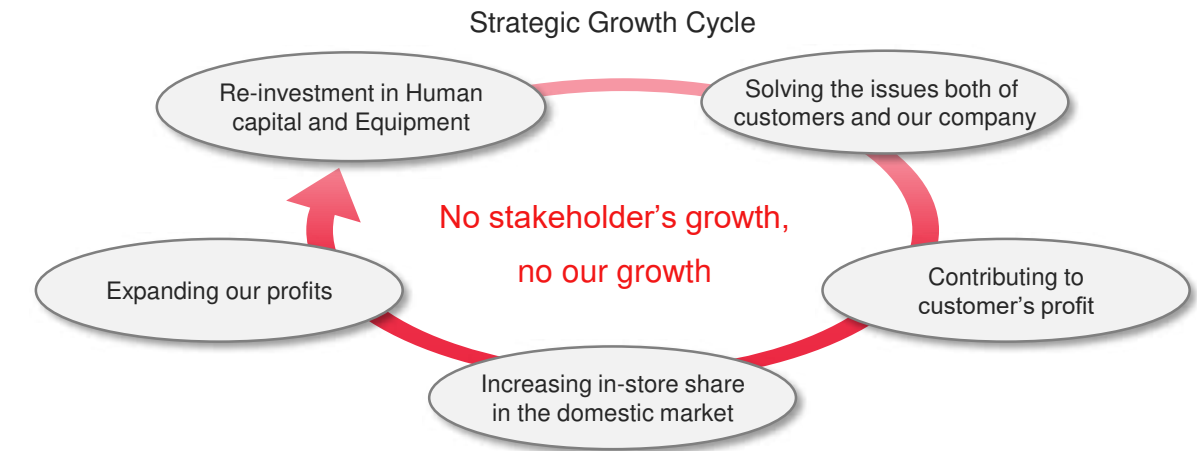 Strategic Growth Cycle
Re-investment in Human
capital and Equipment
Solving the issues both of
customers and our company
No stakeholder’s growth,
no our growth
Expanding our profits
Contributing to
customer’s profit
Increasing in-store share
in the domestic market